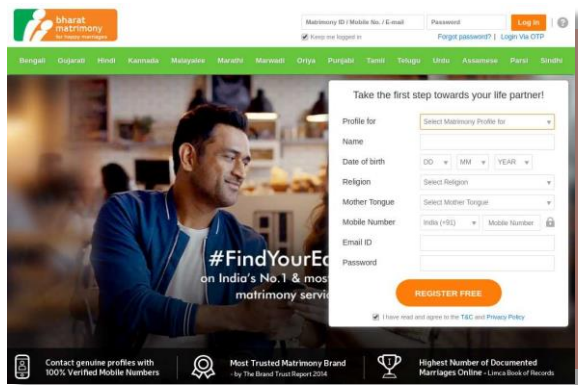 bharat
matrimony
for happy marriages
Matrimony ID / Mobile No. / E-mail
Password
Log in
Keep me logged in
Forgot password? | Login Via OTP
Bengali Gujarati Hindi Kannada Malayalee Marathi Marwadi Oriya Punjabi Tamil Telugu Urdu Assamese Parsi Sindhi
Take the first step towards your life partner!
Profile for Select Matrimony Profile for
Name
Date of birth DD MM YEAR
Religion Select Religion
Mother Tongue Select Mother Tongue
Mobile Number India (+91) Mobile Number
Email ID
Password
REGISTER FREE
I have read and agree to the T&C and Privacy Policy
#FindYourEq
on India's No.1 & mos
matrimony servic
Contact genuine profiles with
100% Verified Mobile Numbers
Most Trusted Matrimony Brand
- by The Brand Trust Report 2014
Highest Number of Documented
Marriages Online - Limca Book of Records